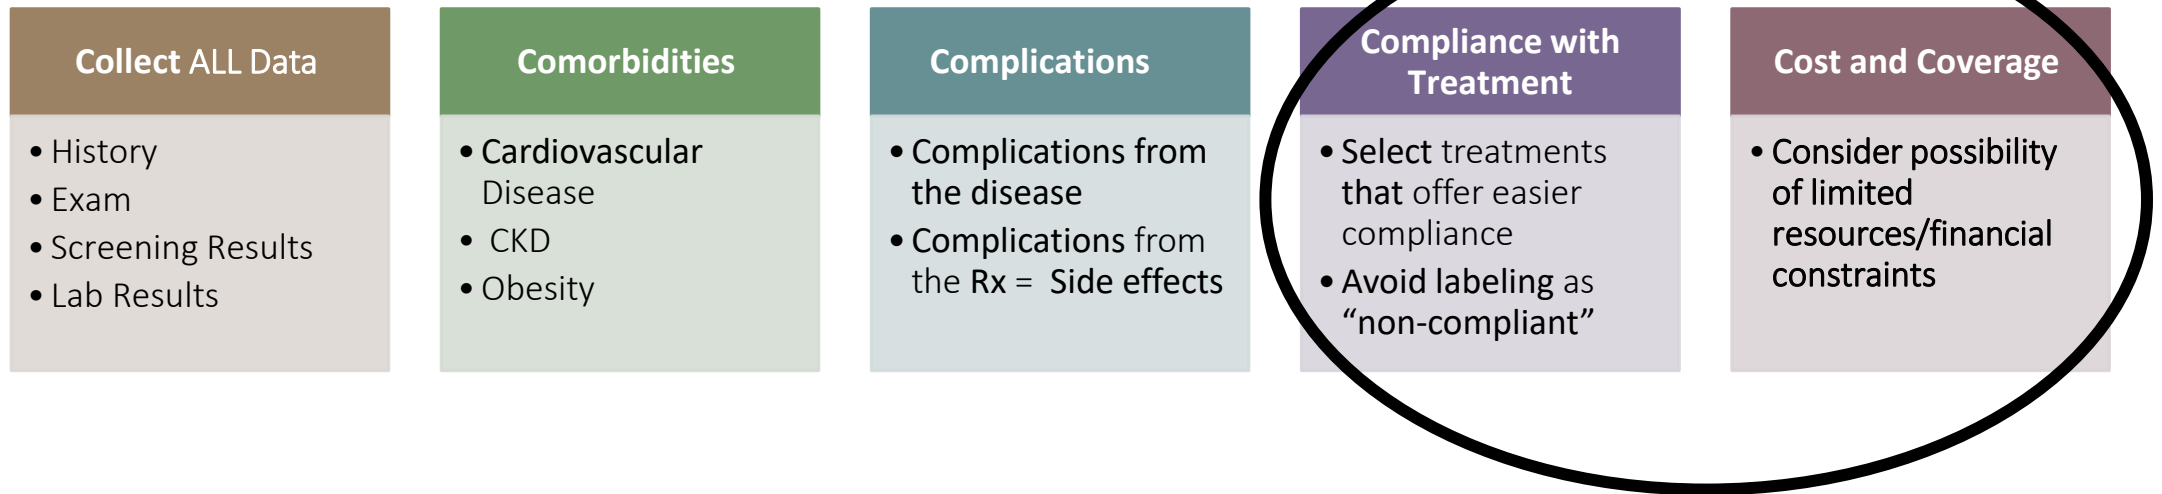 Collect ALL Data
• History
• Exam
• Screening Results
• Lab Results
Comorbidities
• Cardiovascular
Disease
• CKD
• Obesity
Complications
• Complications from
the disease
• Complications from
the Rx = Side effects
Compliance with
Treatment
• Select treatments
that offer easier
compliance
• Avoid labeling as
“non-compliant”
Cost and Coverage
• Consider possibility
of limited
resources/financial
constraints